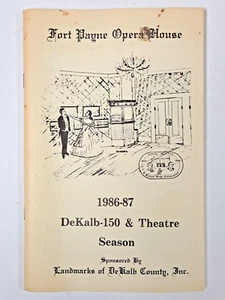 Fort Payne Opera House
1986-87
DeKalb-150 & Theatre
Season
Sponsored By
Landmarks of DeKalb County, Inc.